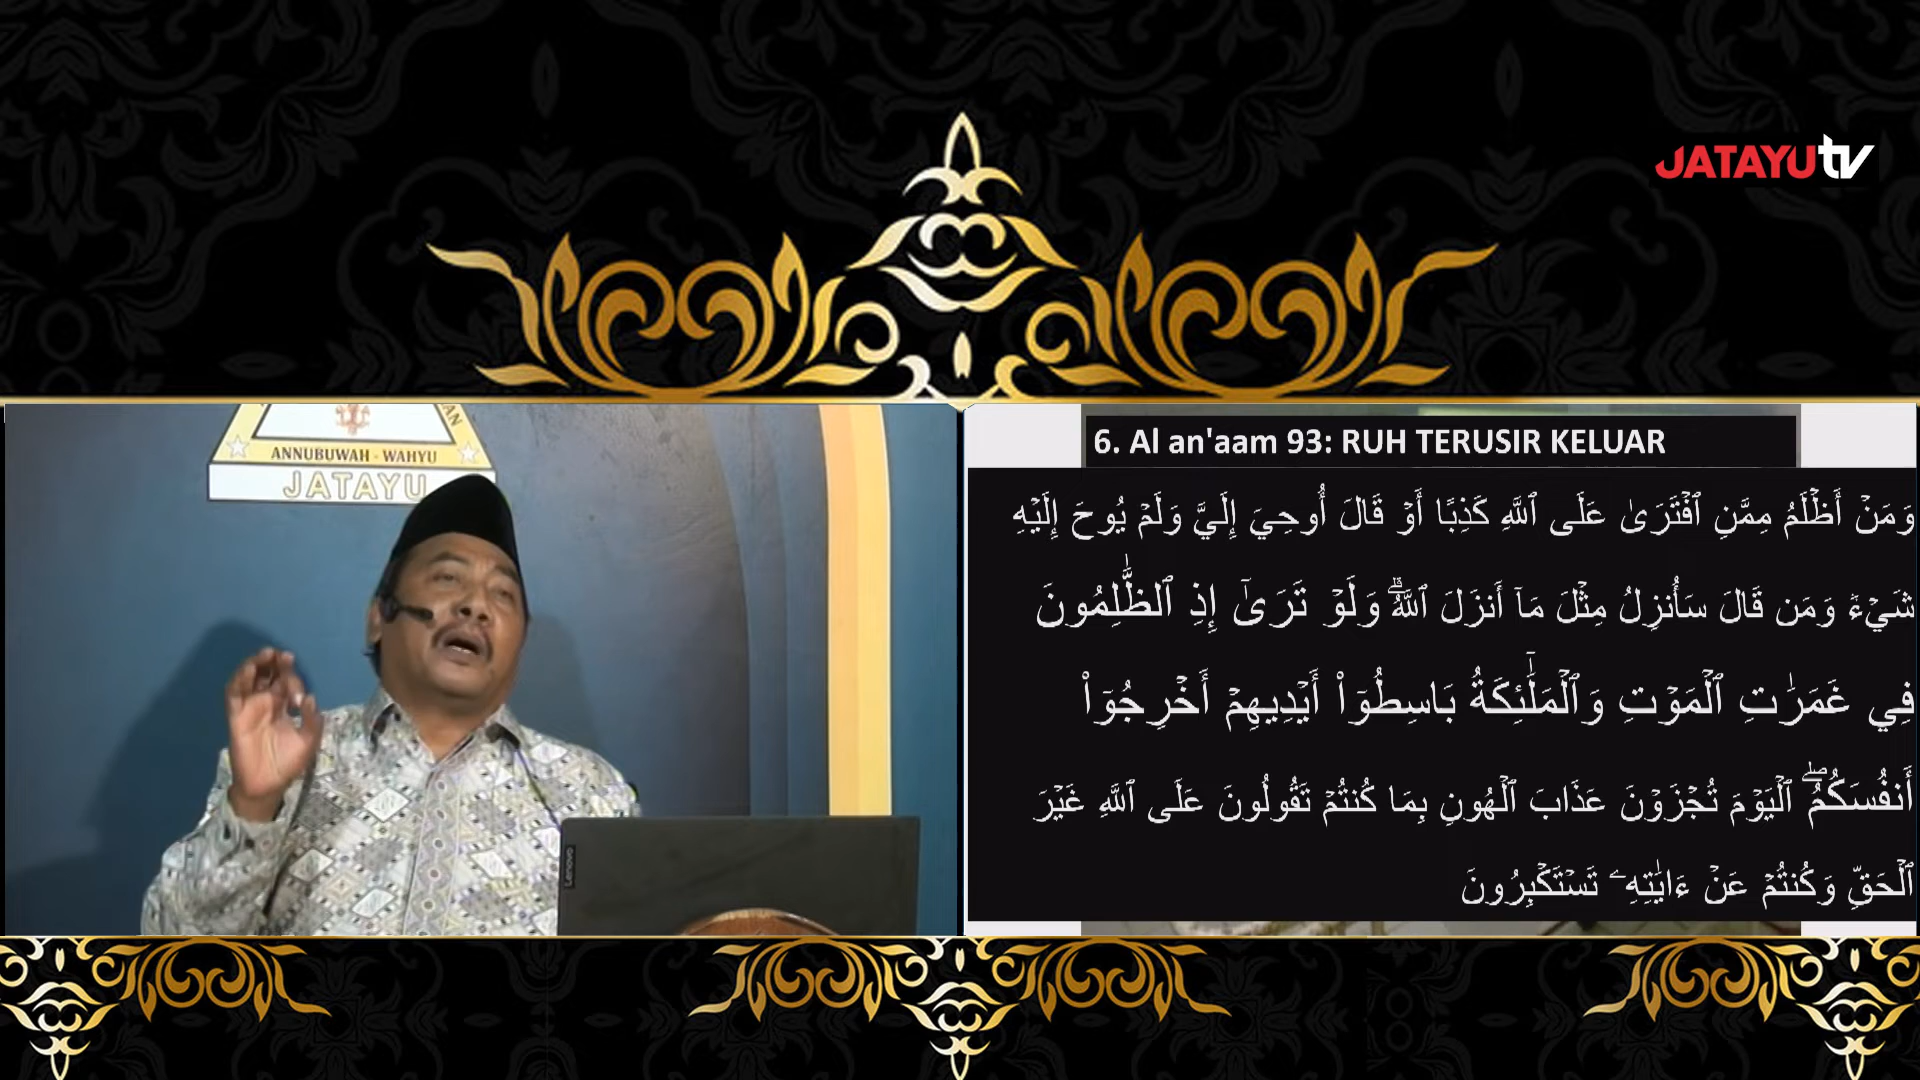 JATAYUtv
AN
ANNUBUWAH - WAHYU
JATAYU
Lenovo
6. Al an'aam 93: RUH TERUSIR KELUAR
وَمَنۡ أَظۡلَمُ مِمَّنِ ٱفۡتَرَىٰ عَلَى ٱللَّهِ كَذِبًا أَوۡ قَالَ أُوحِيَ إِلَيَّ وَلَمۡ يُوحَ إِلَيۡهِ
شَيۡءٞ وَمَن قَالَ سَأُنزِلُ مِثۡلَ مَآ أَنزَلَ ٱللَّهُۗ وَلَوۡ تَرَىٰٓ إِذِ ٱلظَّٰلِمُونَ
فِي غَمَرَٰتِ ٱلۡمَوۡتِ وَٱلۡمَلَٰٓئِكَةُ بَاسِطُوٓاْ أَيۡدِيهِمۡ أَخۡرِجُوٓاْ
أَنفُسَكُمُۖ ٱلۡيَوۡمَ تُجۡزَوۡنَ عَذَابَ ٱلۡهُونِ بِمَا كُنتُمۡ تَقُولُونَ عَلَى ٱللَّهِ غَيۡرَ
ٱلۡحَقِّ وَكُنتُمۡ عَنۡ ءَايَٰتِهِۦ تَسۡتَكۡبِرُونَ